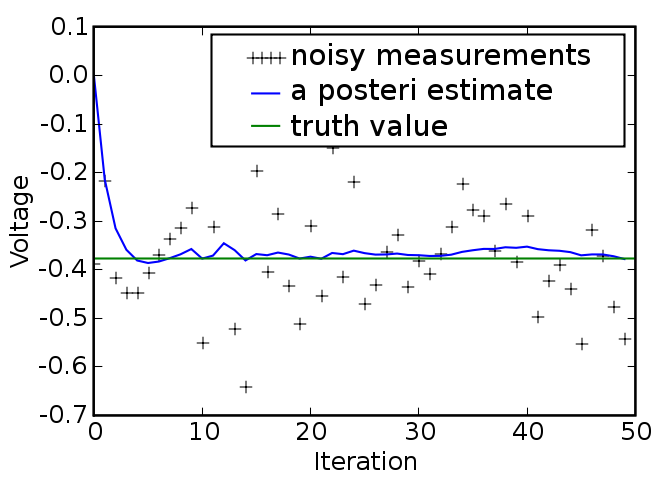 0.1
0.0
-0.1
-0.2
-0.3
-0.4
-0.5
-0.6
-0.7
Voltage
noisy measurements
a posteri estimate
truth value
0 10 20 30 40 50
Iteration